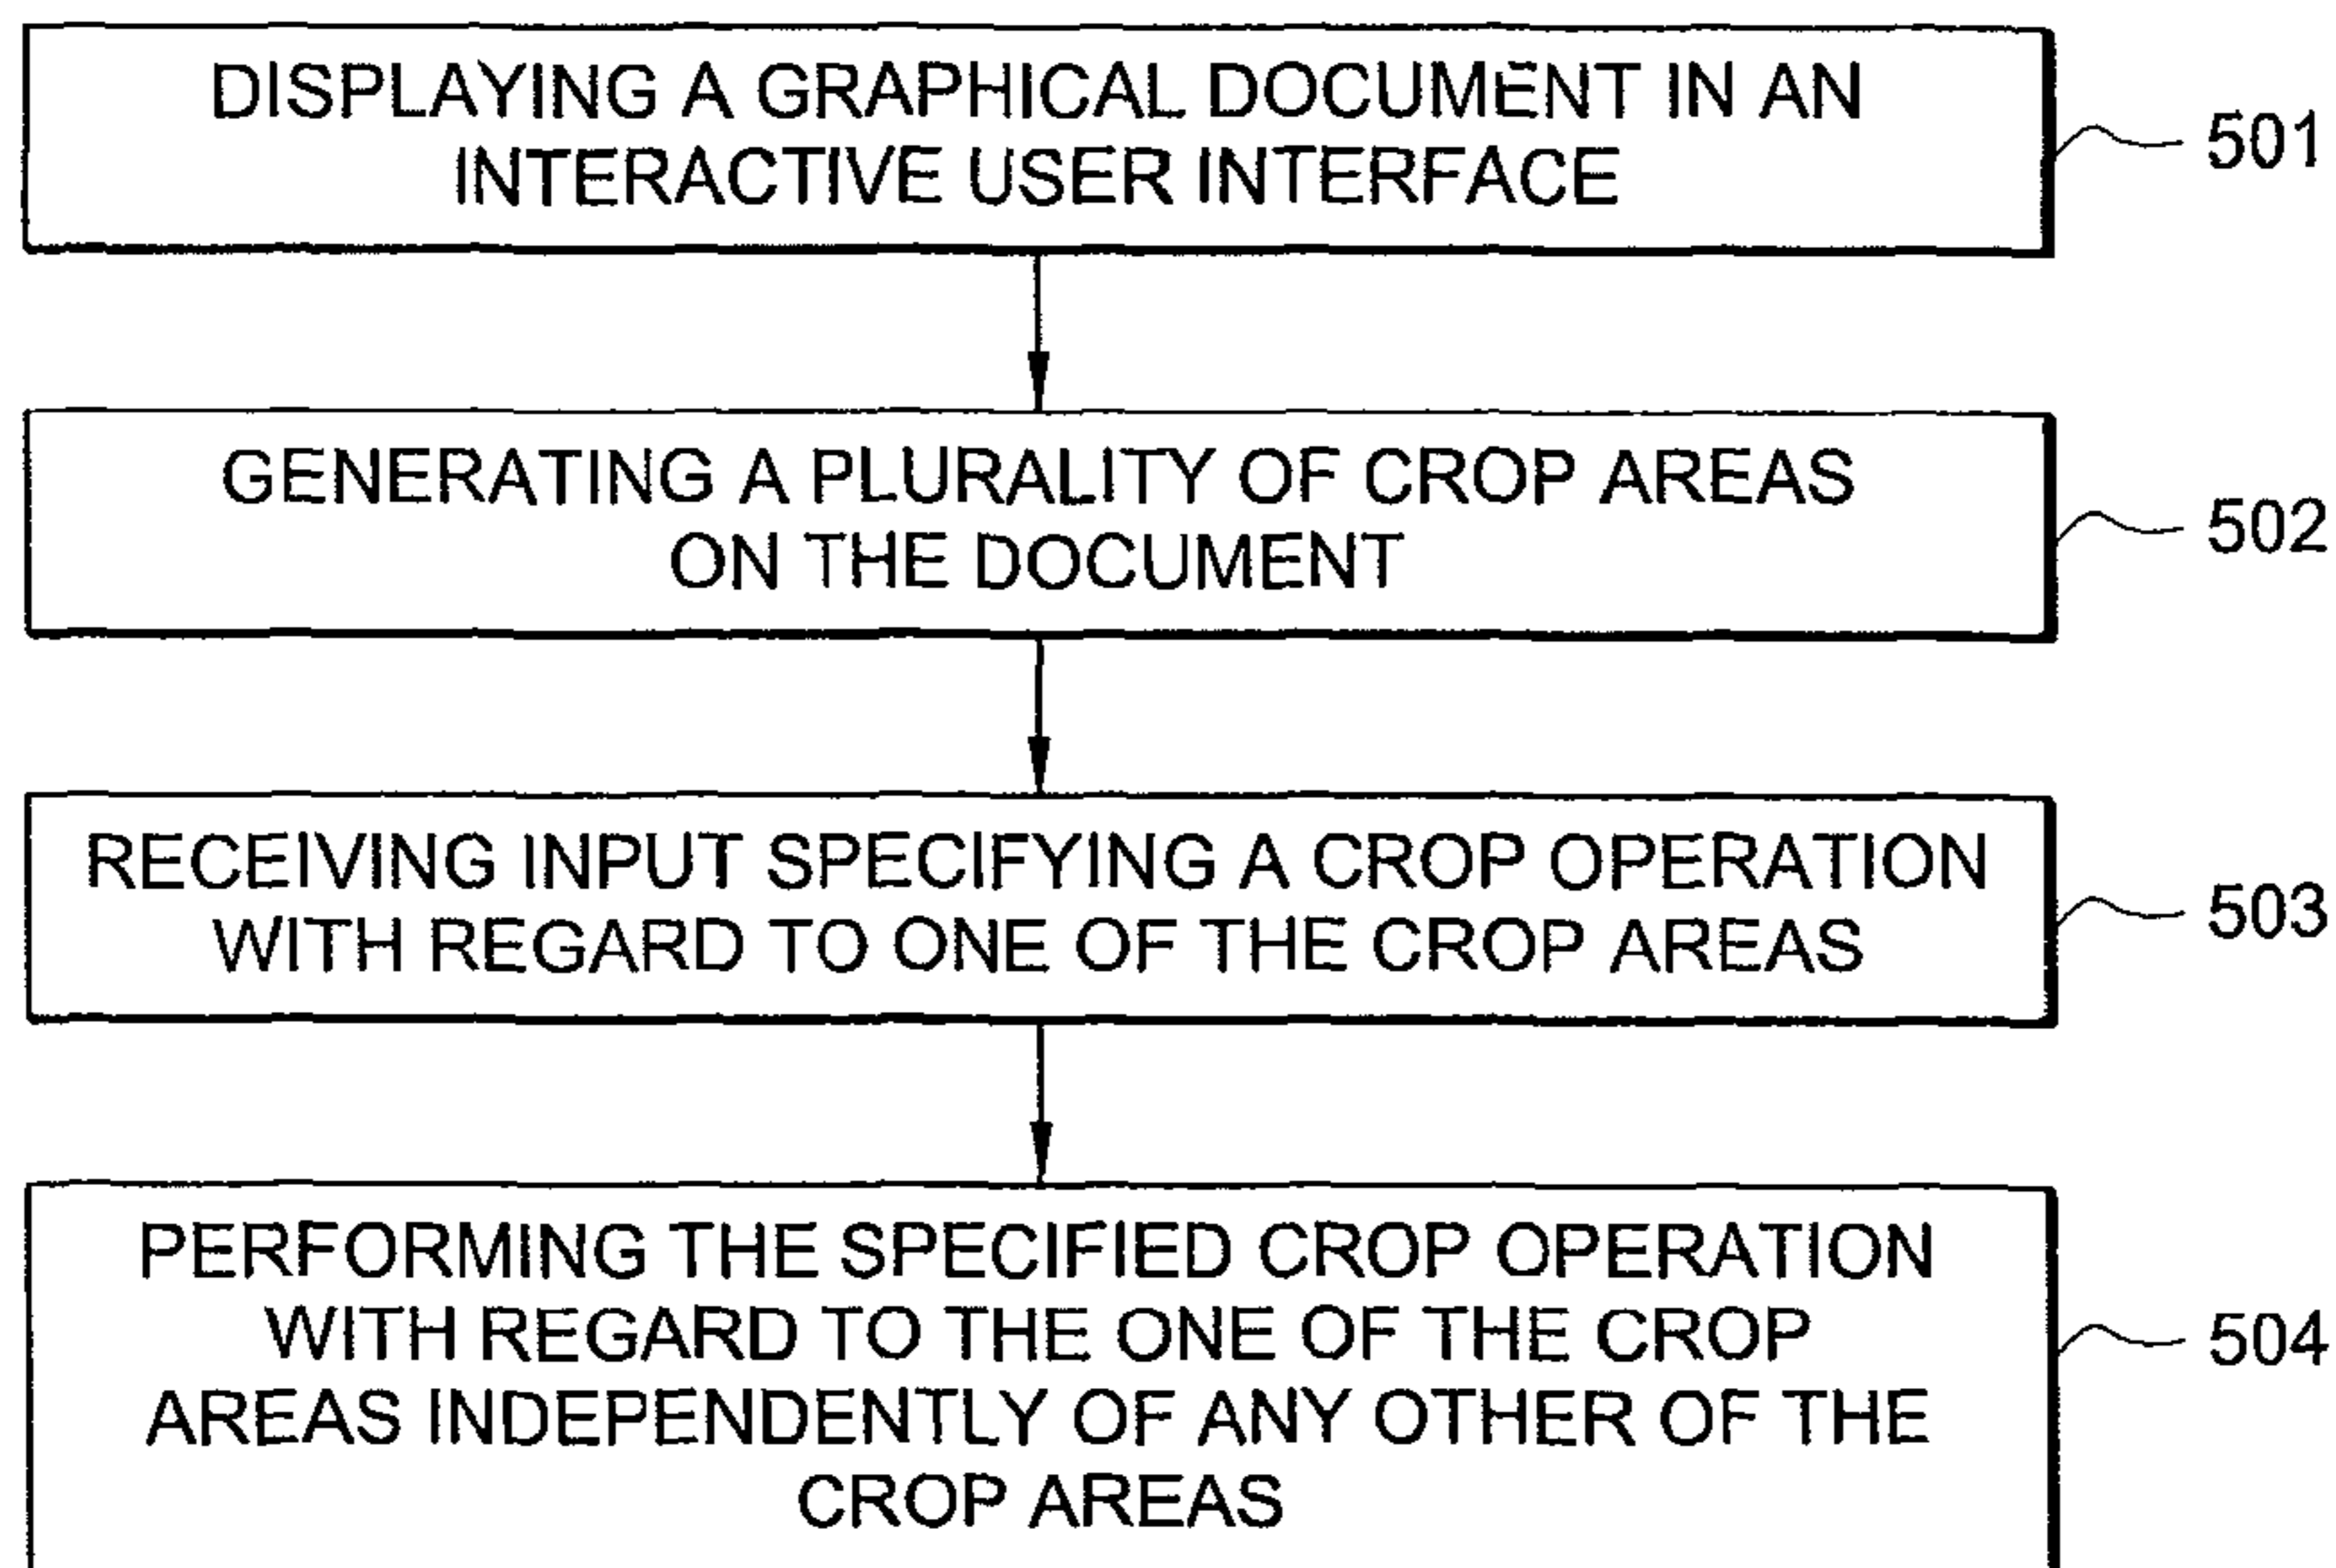 DISPLAYING A GRAPHICAL DOCUMENT IN AN
INTERACTIVE USER INTERFACE
501
GENERATING A PLURALITY OF CROP AREAS
ON THE DOCUMENT
502
RECEIVING INPUT SPECIFYING A CROP OPERATION
WITH REGARD TO ONE OF THE CROP AREAS
503
PERFORMING THE SPECIFIED CROP OPERATION
WITH REGARD TO THE ONE OF THE CROP
AREAS INDEPENDENTLY OF ANY OTHER OF THE
CROP AREAS
504